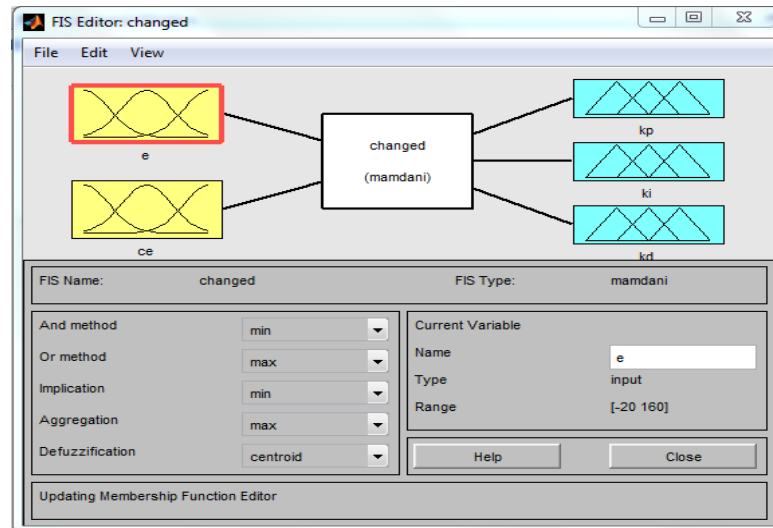 FIS Editor: changed
File Edit View
e
ce
changed
(mamdani)
kp
ki
kd
FIS Name: changed FIS Type: mamdani
And method min
Or method max
Implication min
Aggregation max
Defuzzification centroid
Current Variable
Name e
Type input
Range [-20 160]
Help Close
Updating Membership Function Editor